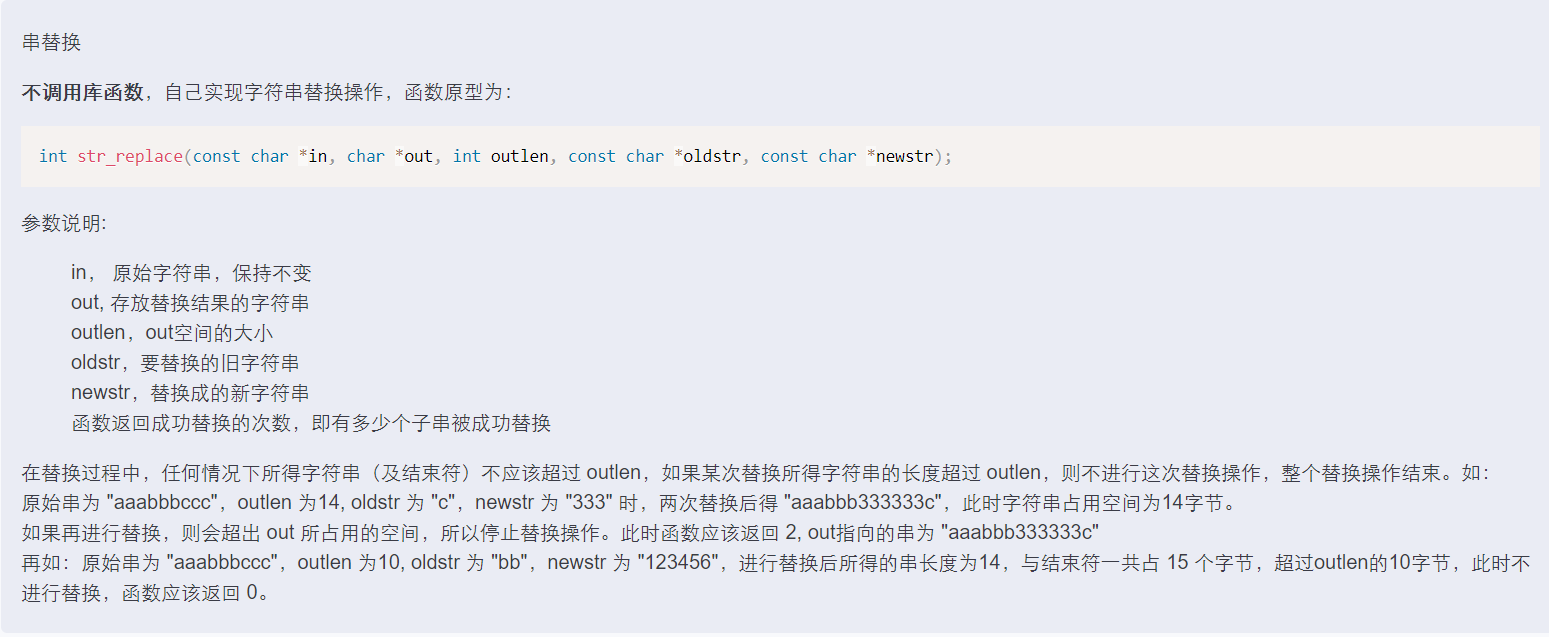 串替换
不调用库函数，自己实现字符串替换操作，函数原型为：
int str_replace(const char *in, char *out, int outlen, const char *oldstr, const char *newstr);
参数说明:
in， 原始字符串，保持不变
out, 存放替换结果的字符串
outlen，out空间的大小
oldstr，要替换的旧字符串
newstr，替换成的新字符串
函数返回成功替换的次数，即有多少个子串被成功替换
在替换过程中，任何情况下所得字符串（及结束符）不应该超过 outlen，如果某次替换所得字符串的长度超过 outlen，则不进行这次替换操作，整个替换操作结束。如：
原始串为 "aaabbbccc"，outlen 为14, oldstr 为 "c"，newstr 为 "333" 时，两次替换后得 "aaabbb333333c"，此时字符串占用空间为14字节。
如果再进行替换，则会超出 out 所占用的空间，所以停止替换操作。此时函数应该返回 2, out指向的串为 "aaabbb333333c"
再如：原始串为 "aaabbbccc"，outlen 为10, oldstr 为 "bb"，newstr 为 "123456"，进行替换后所得的串长度为14，与结束符一共占 15 个字节，超过outlen的10字节，此时不
进行替换，函数应该返回 0。